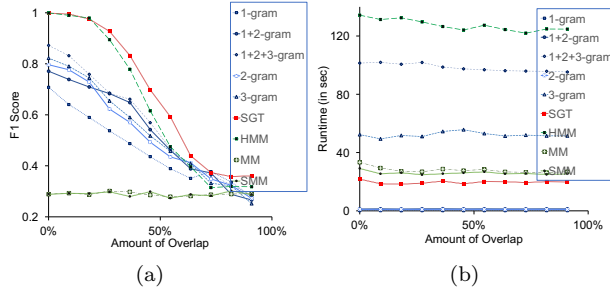 1
0.8
0.6
0.4
0.2
F1 Score
0% 50% 100%
Amount of Overlap
1-gram
1+2-gram
1+2+3-gram
2-gram
3-gram
SGT
HMM
MM
SMM
(a)
120
80
40
0
Runtime (in sec)
0% 50% 100%
Amount of Overlap
1-gram
1+2-gram
1+2+3-gram
2-gram
3-gram
SGT
HMM
MM
SMM
(b)